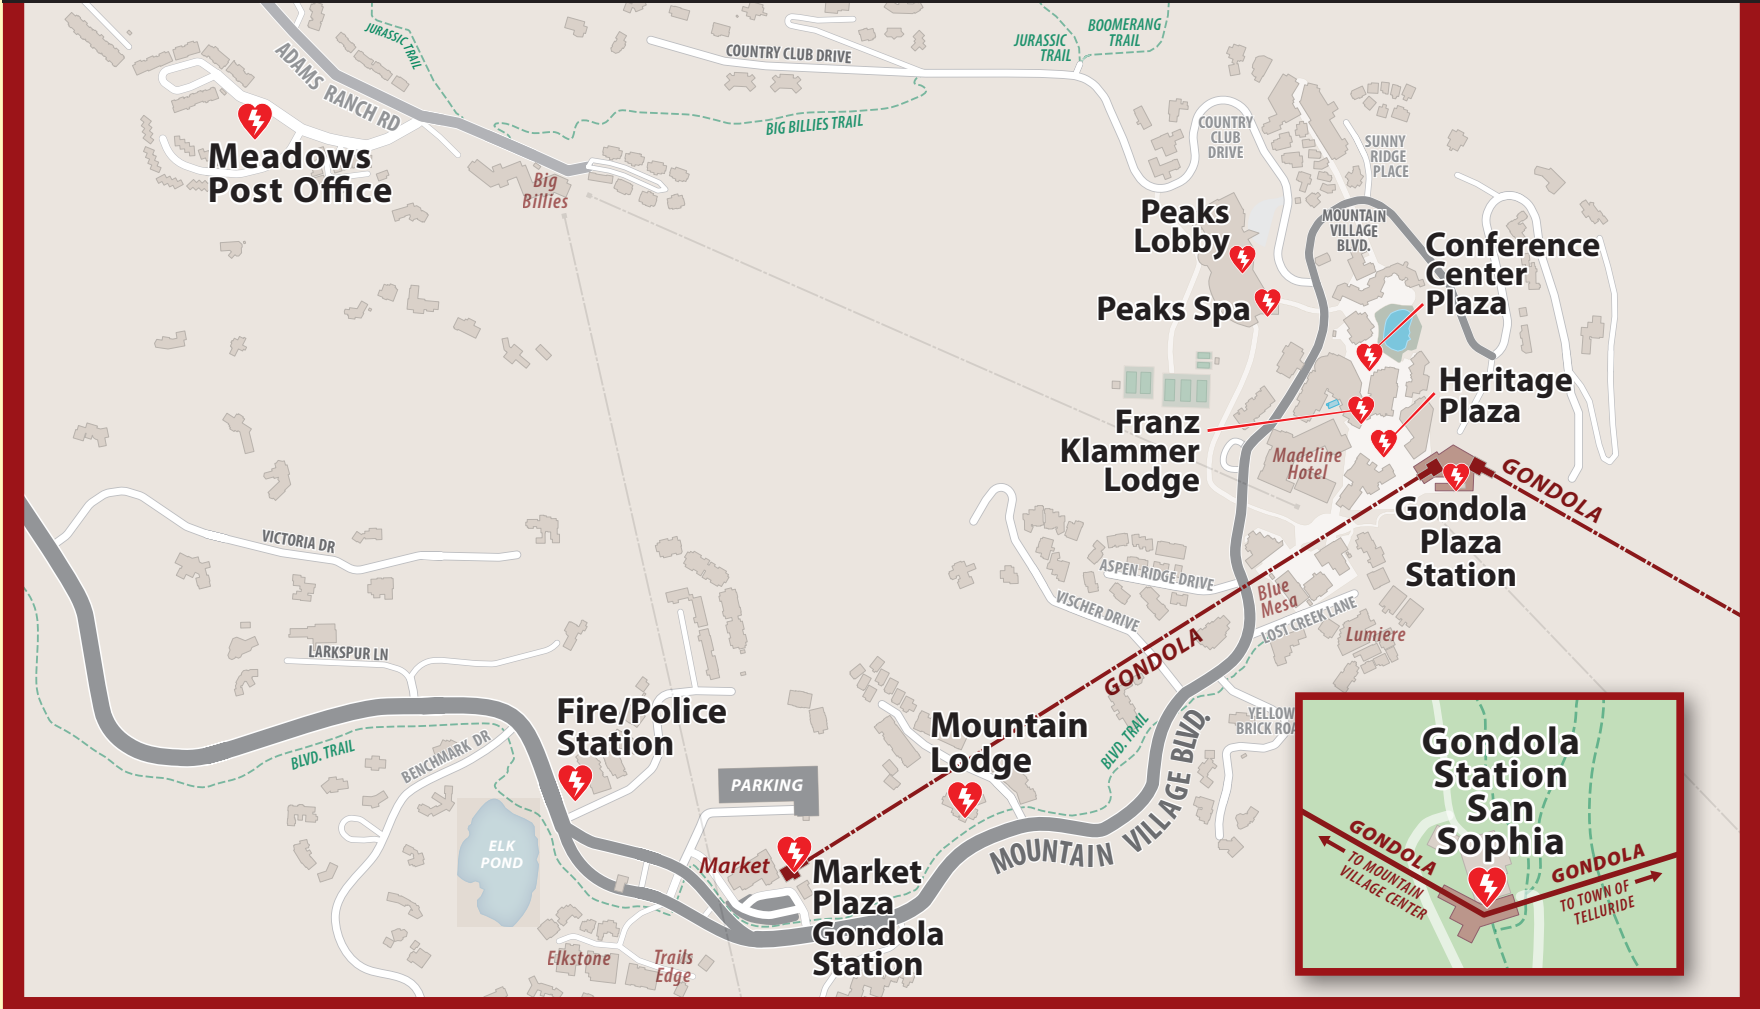 JURASSIC TRAIL
ADAMS RANCH RD
COUNTRY CLUB DRIVE
JURASSIC
TRAIL
BOOMERANG
TRAIL
BIG BILLIES TRAIL
Meadows
Post Office
Big
Billies
COUNTRY
CLUB
DRIVE
SUNNY
RIDGE
PLACE
Peaks
Lobby
MOUNTAIN
VILLAGE
BLVD.
Conference
Center
Plaza
Peaks Spa
Heritage
Plaza
Franz
Klammer
Lodge
Madeline
Hotel
GONDOLA
Gondola
Plaza
Station
VICTORIA DR
ASPEN RIDGE DRIVE
VISCHER DRIVE
Blue
Mesa
LOST CREEK LANE
Lumiere
GONDOLA
LARKSPUR LN
Fire/Police
Station
Mountain
Lodge
BLVD. TRAIL
YELLOW
BRICK ROA
BLVD. TRAIL
BENCHMARK DR
PARKING
ELK
POND
MOUNTAIN VILLAGE BLVD.
Market
Market
Plaza
Gondola
Station
Elkstone
Trails
Edge
Gondola
Station
San
Sophia
GONDOLA
TO MOUNTAIN
VILLAGE CENTER
GONDOLA
TO TOWN OF
TELLURIDE